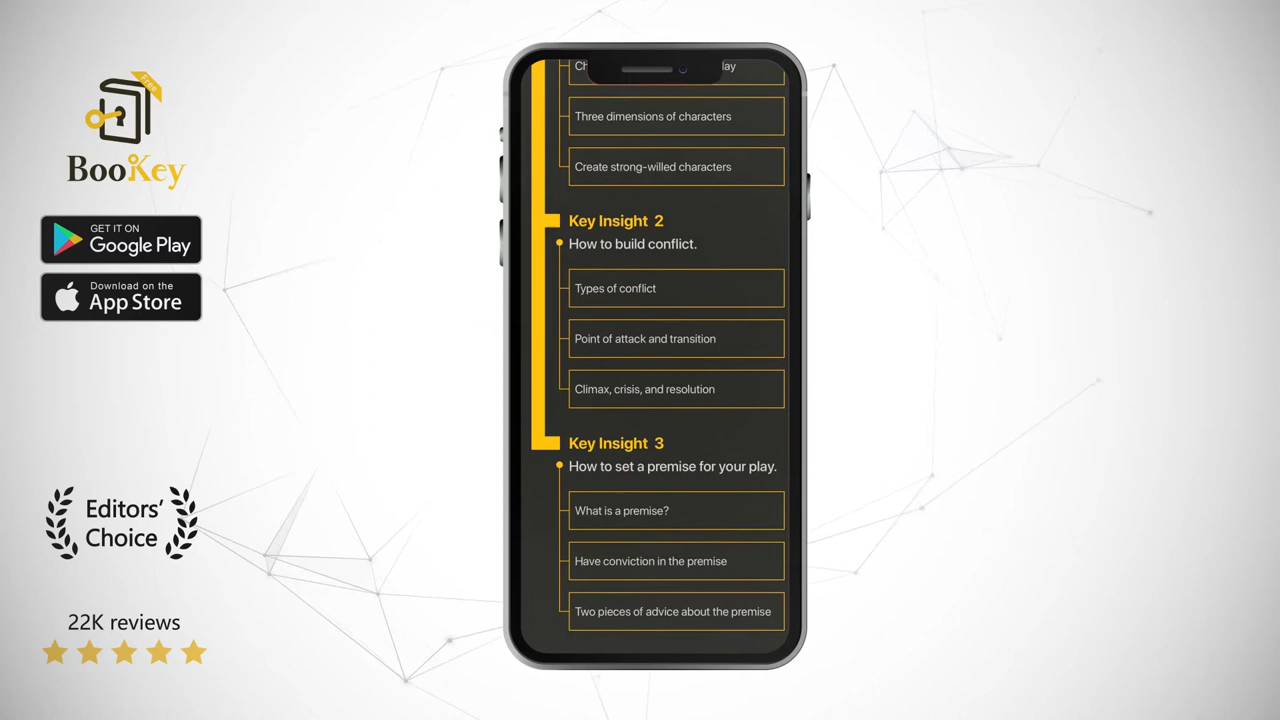 Free
BooKey
GET IT ON
Google Play
Download on the
App Store
Editors’
Choice
22K reviews
Three dimensions of characters
Create strong-willed characters
Key Insight 2
How to build conflict.
Types of conflict
Point of attack and transition
Climax, crisis, and resolution
Key Insight 3
How to set a premise for your play.
What is a premise?
Have conviction in the premise
Two pieces of advice about the premise